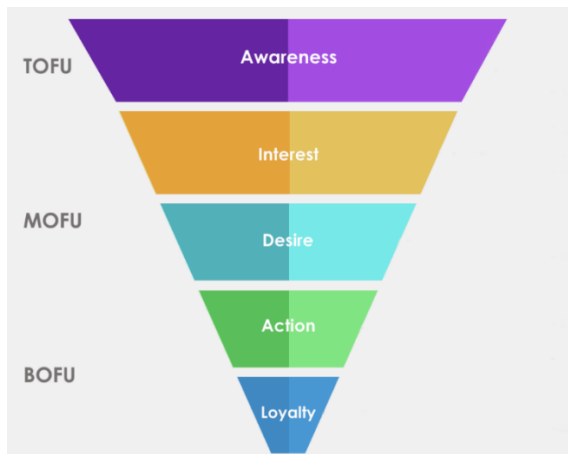 TOFU
Awareness
Interest
MOFU
Desire
Action
BOFU
Loyalty